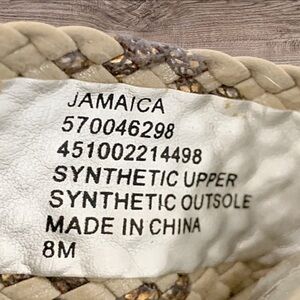 JAMAICA
570046298
451002214498
SYNTHETIC UPPER
SYNTHETIC OUTSOLE
MADE IN CHINA
8M